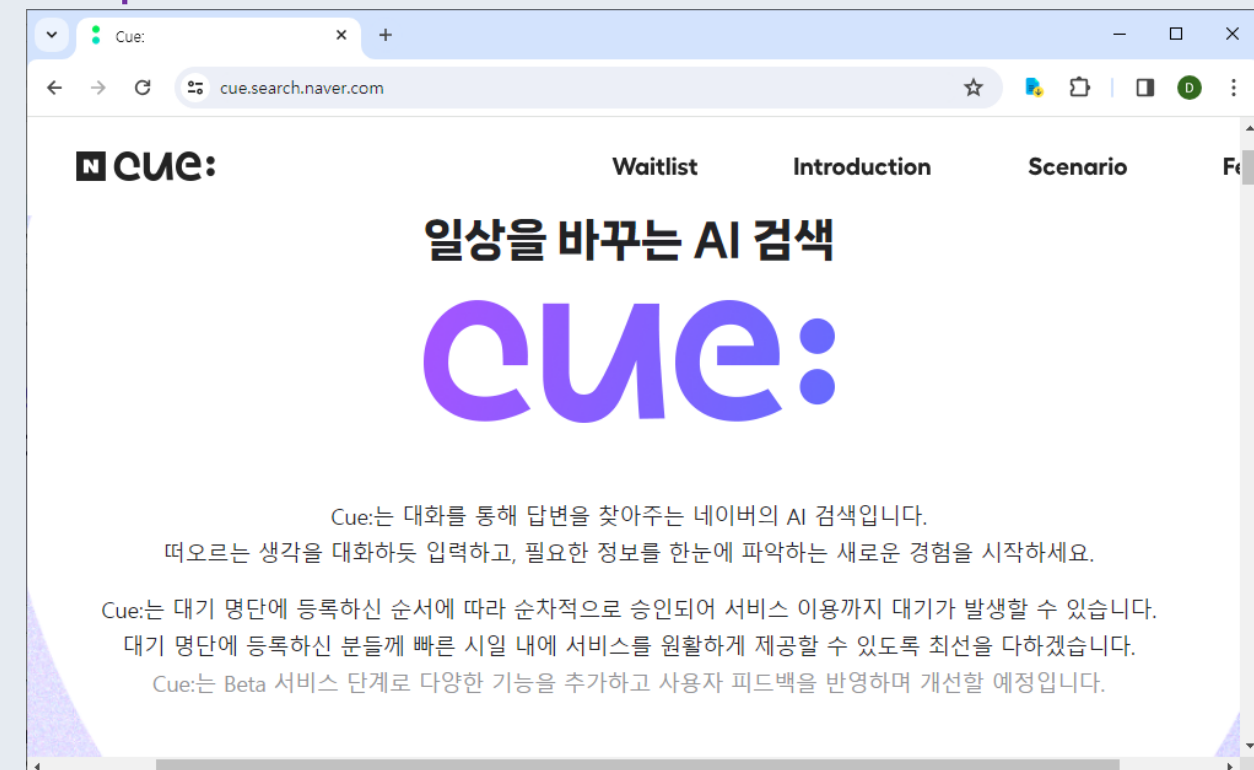 Cue:
cue.search.naver.com
D
N cue:
Waitlist
Introduction
Scenario
일상을 바꾸는 AI 검색
cue:
Cue:는 대화를 통해 답변을 찾아주는 네이버의 AI 검색입니다.
떠오르는 생각을 대화하듯 입력하고, 필요한 정보를 한눈에 파악하는 새로운 경험을 시작하세요.
Cue:는 대기 명단에 등록하신 순서에 따라 순차적으로 승인되어 서비스 이용까지 대기가 발생할 수 있습니다.
대기 명단에 등록하신 분들께 빠른 시일 내에 서비스를 원활하게 제공할 수 있도록 최선을 다하겠습니다.
Cue:는 Beta 서비스 단계로 다양한 기능을 추가하고 사용자 피드백을 반영하며 개선할 예정입니다.